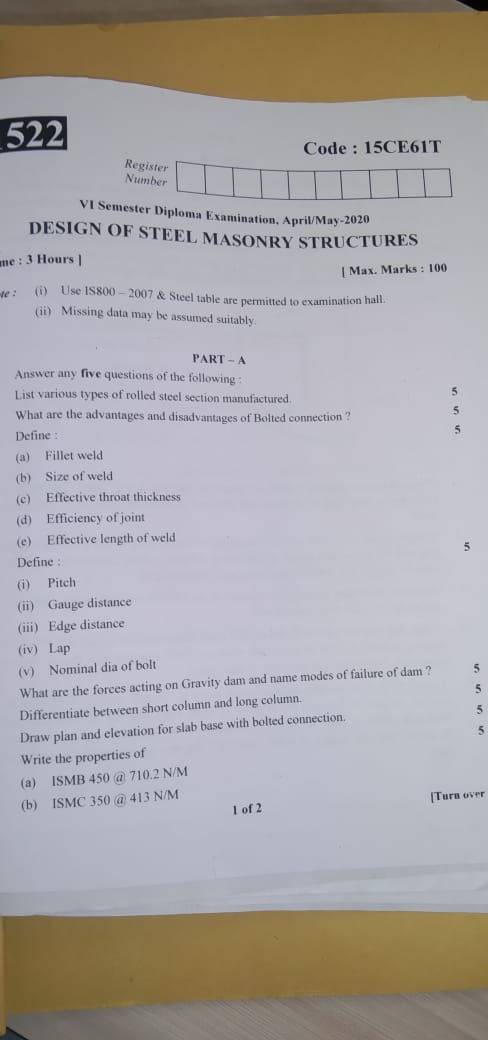 522
Code : 15CE61T
Register
Number
VI Semester Diploma Examination, April/May-2020
DESIGN OF STEEL MASONRY STRUCTURES
me : 3 Hours ]
[ Max. Marks : 100
te : (i) Use IS800 – 2007 & Steel table are permitted to examination hall.
(ii) Missing data may be assumed suitably.
PART – A
Answer any five questions of the following :
List various types of rolled steel section manufactured. 5
What are the advantages and disadvantages of Bolted connection ? 5
Define : 5
(a) Fillet weld
(b) Size of weld
(c) Effective throat thickness
(d) Efficiency of joint
(e) Effective length of weld
Define : 5
(i) Pitch
(ii) Gauge distance
(iii) Edge distance
(iv) Lap
(v) Nominal dia of bolt
What are the forces acting on Gravity dam and name modes of failure of dam ? 5
Differentiate between short column and long column. 5
Draw plan and elevation for slab base with bolted connection. 5
Write the properties of 5
(a) ISMB 450 @ 710.2 N/M
(b) ISMC 350 @ 413 N/M
1 of 2
[Turn over